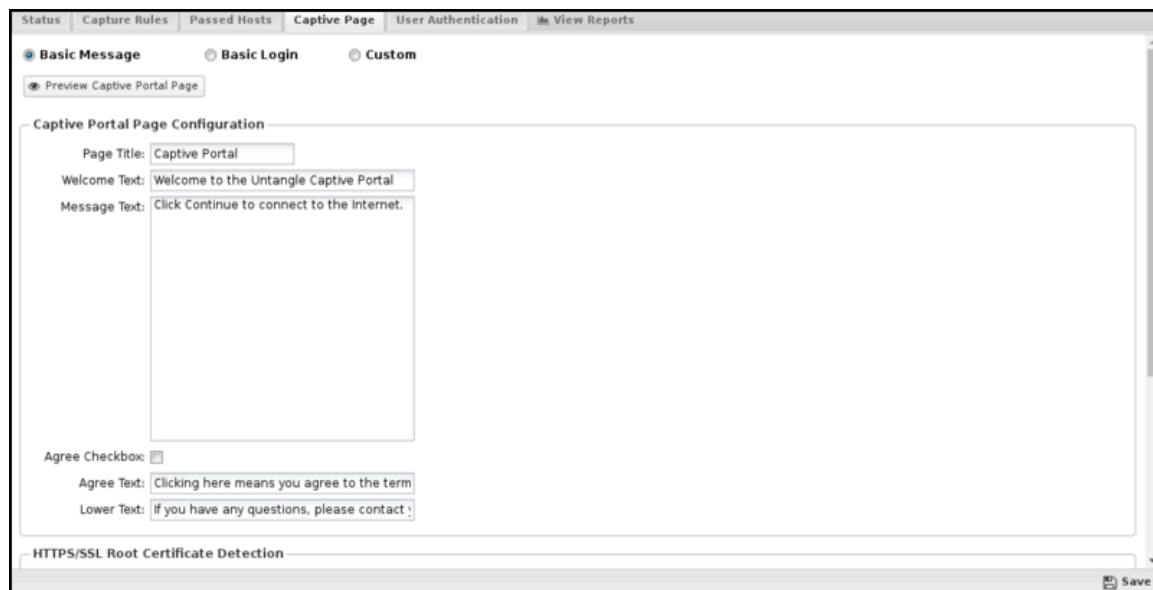 Status Capture Rules Passed Hosts Captive Page User Authentication View Reports
Basic Message Basic Login Custom
Preview Captive Portal Page
Captive Portal Page Configuration
Page Title: Captive Portal
Welcome Text: Welcome to the Untangle Captive Portal
Message Text: Click Continue to connect to the Internet.
Agree Checkbox:
Agree Text: Clicking here means you agree to the term
Lower Text: If you have any questions, please contact
HTTPS/SSL Root Certificate Detection
Save